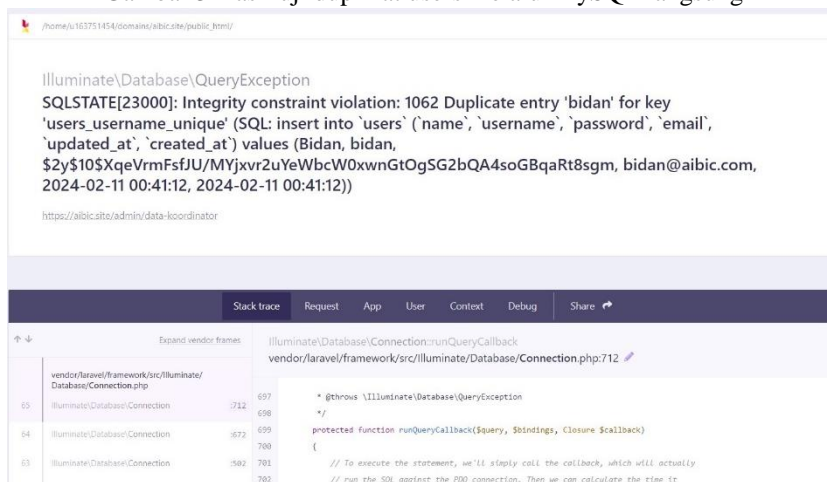 /home/u163751454/domains/aibic.site/public_html/
Illuminate\Database\QueryException
SQLSTATE[23000]: Integrity constraint violation: 1062 Duplicate entry 'bidan' for key
'users_username_unique' (SQL: insert into `users` (`name`, `username`, `password`, `email`,
`updated_at`, `created_at`) values (Bidan, bidan,
$2y$10$XqeVrmFsfJU/MYjxvr2uYeWbcW0xwnGtOgSG2bQA4soGBqaRt8sgm, bidan@aibic.com,
2024-02-11 00:41:12, 2024-02-11 00:41:12))
https://aibic.site/admin/data-koordinator
Stack trace Request App User Context Debug Share
Expand vendor frames
Illuminate\Database\Connection::runQueryCallback
vendor/laravel/framework/src/Illuminate/Database/Connection.php:712
vendor/laravel/framework/src/Illuminate/
Database/Connection.php
65 Illuminate\Database\Connection :712
64 Illuminate\Database\Connection :672
63 Illuminate\Database\Connection :502
697 * @throws \Illuminate\Database\QueryException
698 */
699 protected function runQueryCallback($query, $bindings, Closure $callback)
700 {
701 // To execute the statement, we'll simply call the callback, which will actually
702 // run the SQL against the PDO connection. Then we can calculate the time it